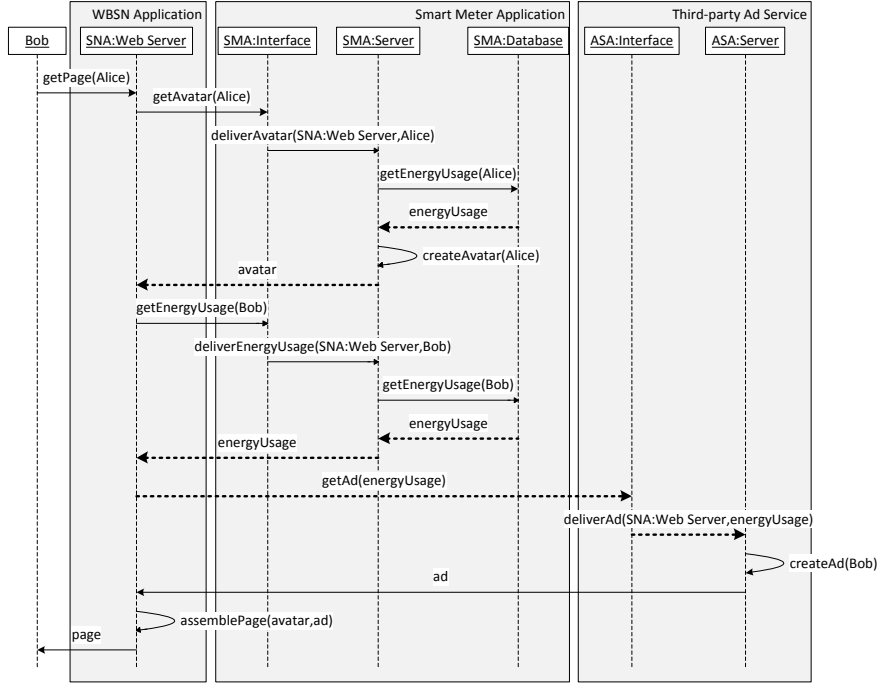 WBSN Application
Smart Meter Application
Third-party Ad Service
Bob
SNA:Web Server
SMA:Interface
SMA:Server
SMA:Database
ASA:Interface
ASA:Server
getPage(Alice)
getAvatar(Alice)
deliverAvatar(SNA:Web Server,Alice)
getEnergyUsage(Alice)
energyUsage
createAvatar(Alice)
avatar
getEnergyUsage(Bob)
deliverEnergyUsage(SNA:Web Server,Bob)
getEnergyUsage(Bob)
energyUsage
energyUsage
getAd(energyUsage)
deliverAd(SNA:Web Server,energyUsage)
createAd(Bob)
ad
assemblePage(avatar,ad)
page